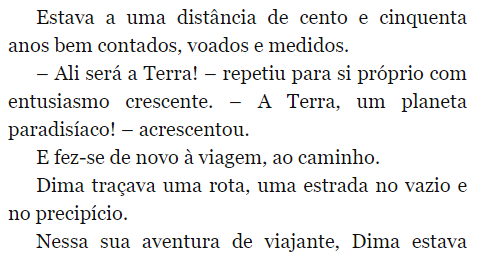 Estava a uma distância de cento e cinquenta
anos bem contados, voados e medidos.
– Ali será a Terra! – repetiu para si próprio com
entusiasmo crescente. – A Terra, um planeta
paradisíaco! – acrescentou.
E fez-se de novo à viagem, ao caminho.
Dima traçava uma rota, uma estrada no vazio e
no precipício.
Nessa sua aventura de viajante, Dima estava